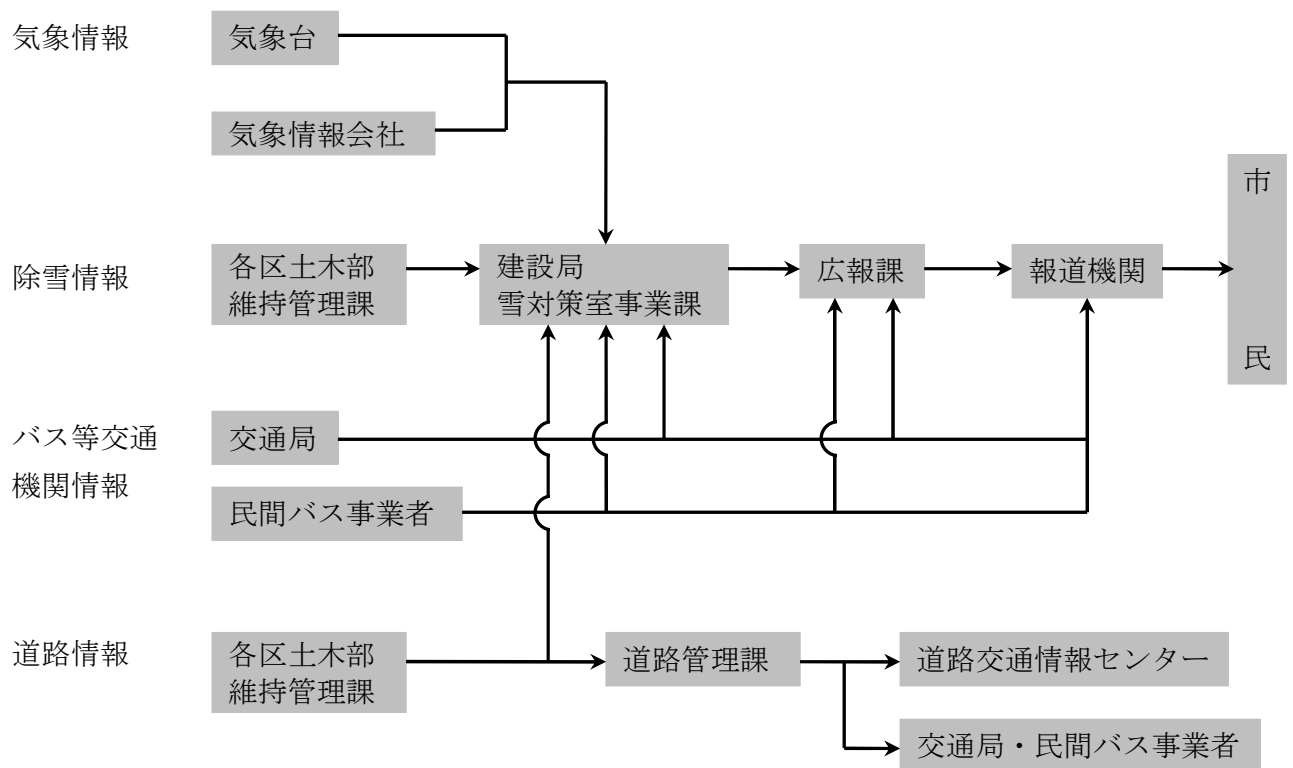 気象情報
気象台
気象情報会社
市
民
除雪情報
各区土木部
維持管理課
建設局
雪対策室事業課
広報課
報道機関
バス等交通
機関情報
交通局
民間バス事業者
道路情報
各区土木部
維持管理課
道路管理課
道路交通情報センター
交通局・民間バス事業者